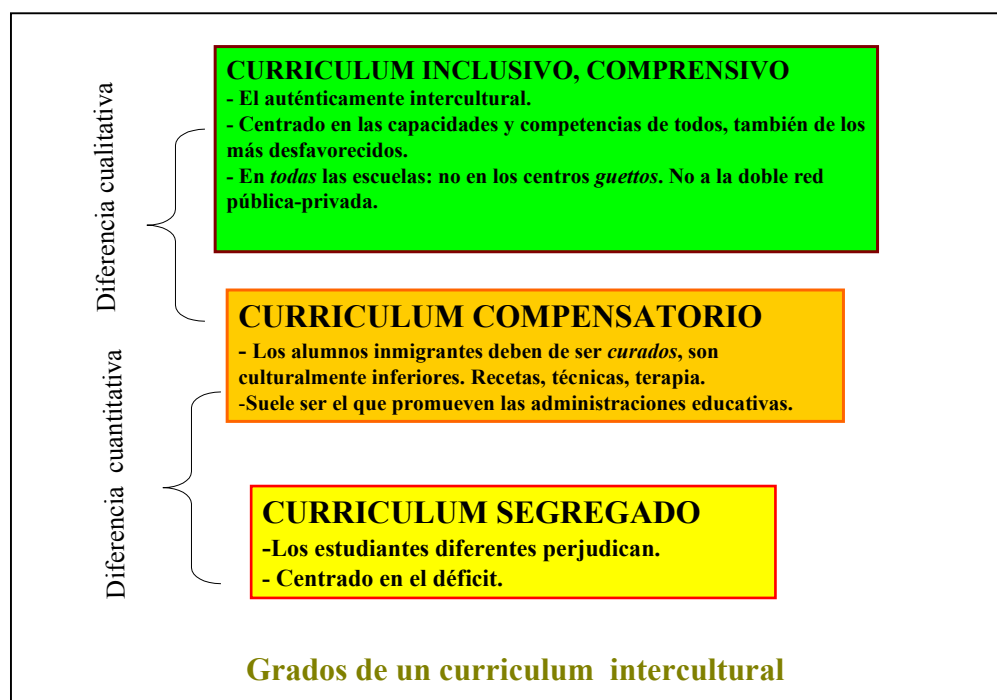 CURRICULUM INCLUSIVO, COMPRENSIVO
- El auténticamente intercultural.
- Centrado en las capacidades y competencias de todos, también de los
más desfavorecidos.
- En todas las escuelas: no en los centros guettos. No a la doble red
pública-privada.
Diferencia cualitativa
CURRICULUM COMPENSATORIO
- Los alumnos inmigrantes deben de ser curados, son
culturalmente inferiores. Recetas, técnicas, terapia.
-Suele ser el que promueven las administraciones educativas.
Diferencia cuantitativa
CURRICULUM SEGREGADO
-Los estudiantes diferentes perjudican.
- Centrado en el déficit.
Grados de un curriculum intercultural